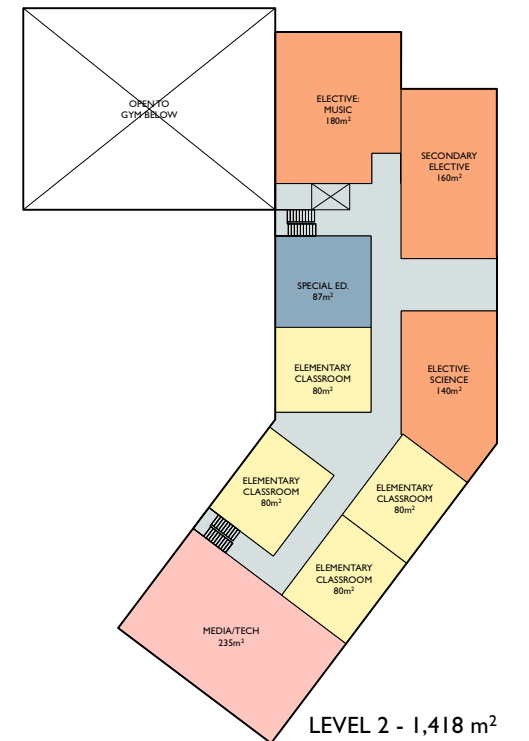 OPEN TO
GYM BELOW
ELECTIVE:
MUSIC
180m²
SECONDARY
ELECTIVE
160m²
SPECIAL ED.
87m²
ELEMENTARY
CLASSROOM
80m²
ELECTIVE:
SCIENCE
140m²
ELEMENTARY
CLASSROOM
80m²
ELEMENTARY
CLASSROOM
80m²
ELEMENTARY
CLASSROOM
80m²
MEDIA/TECH
235m²
LEVEL 2 - 1,418 m²